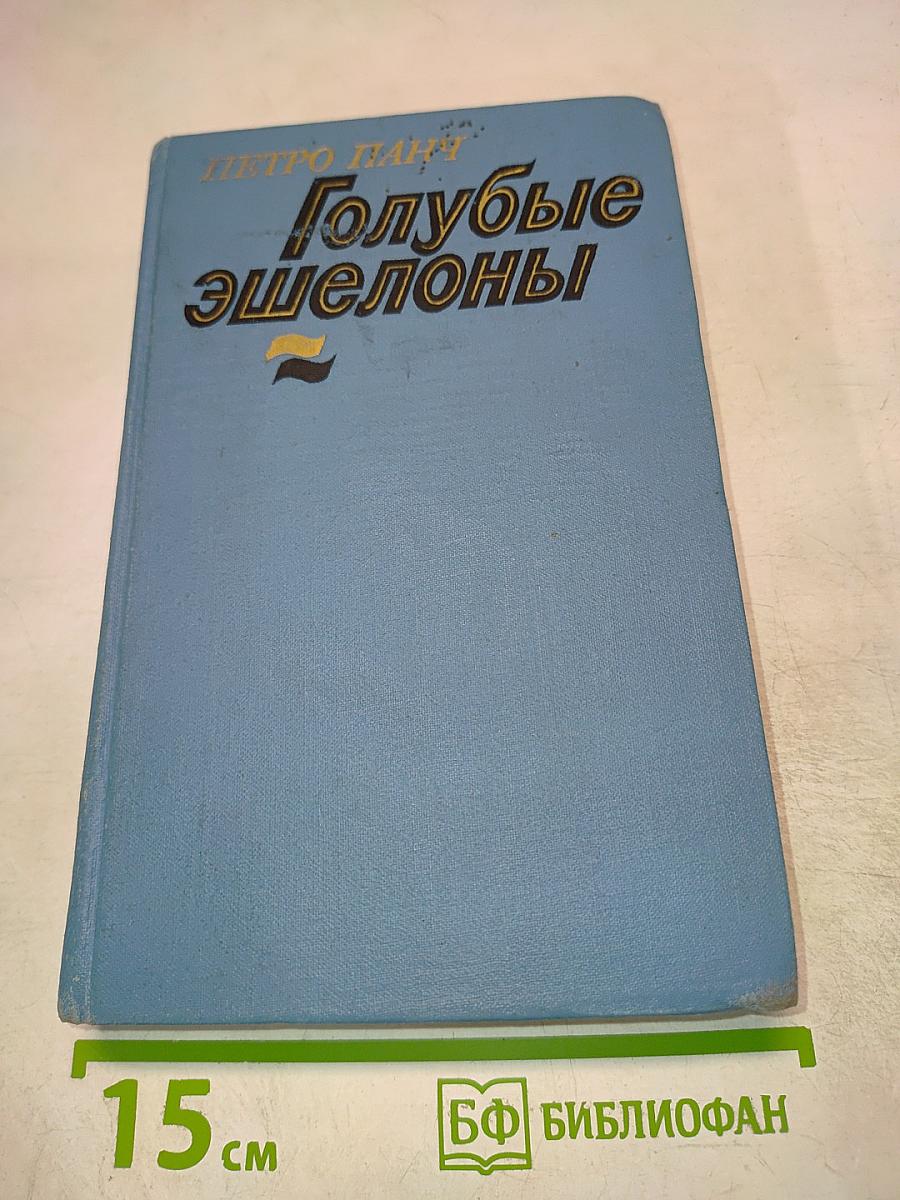 ПЕТРО ПАНЧ
Голубые
эшелоны
15 см
БФ БИБЛИОФАН